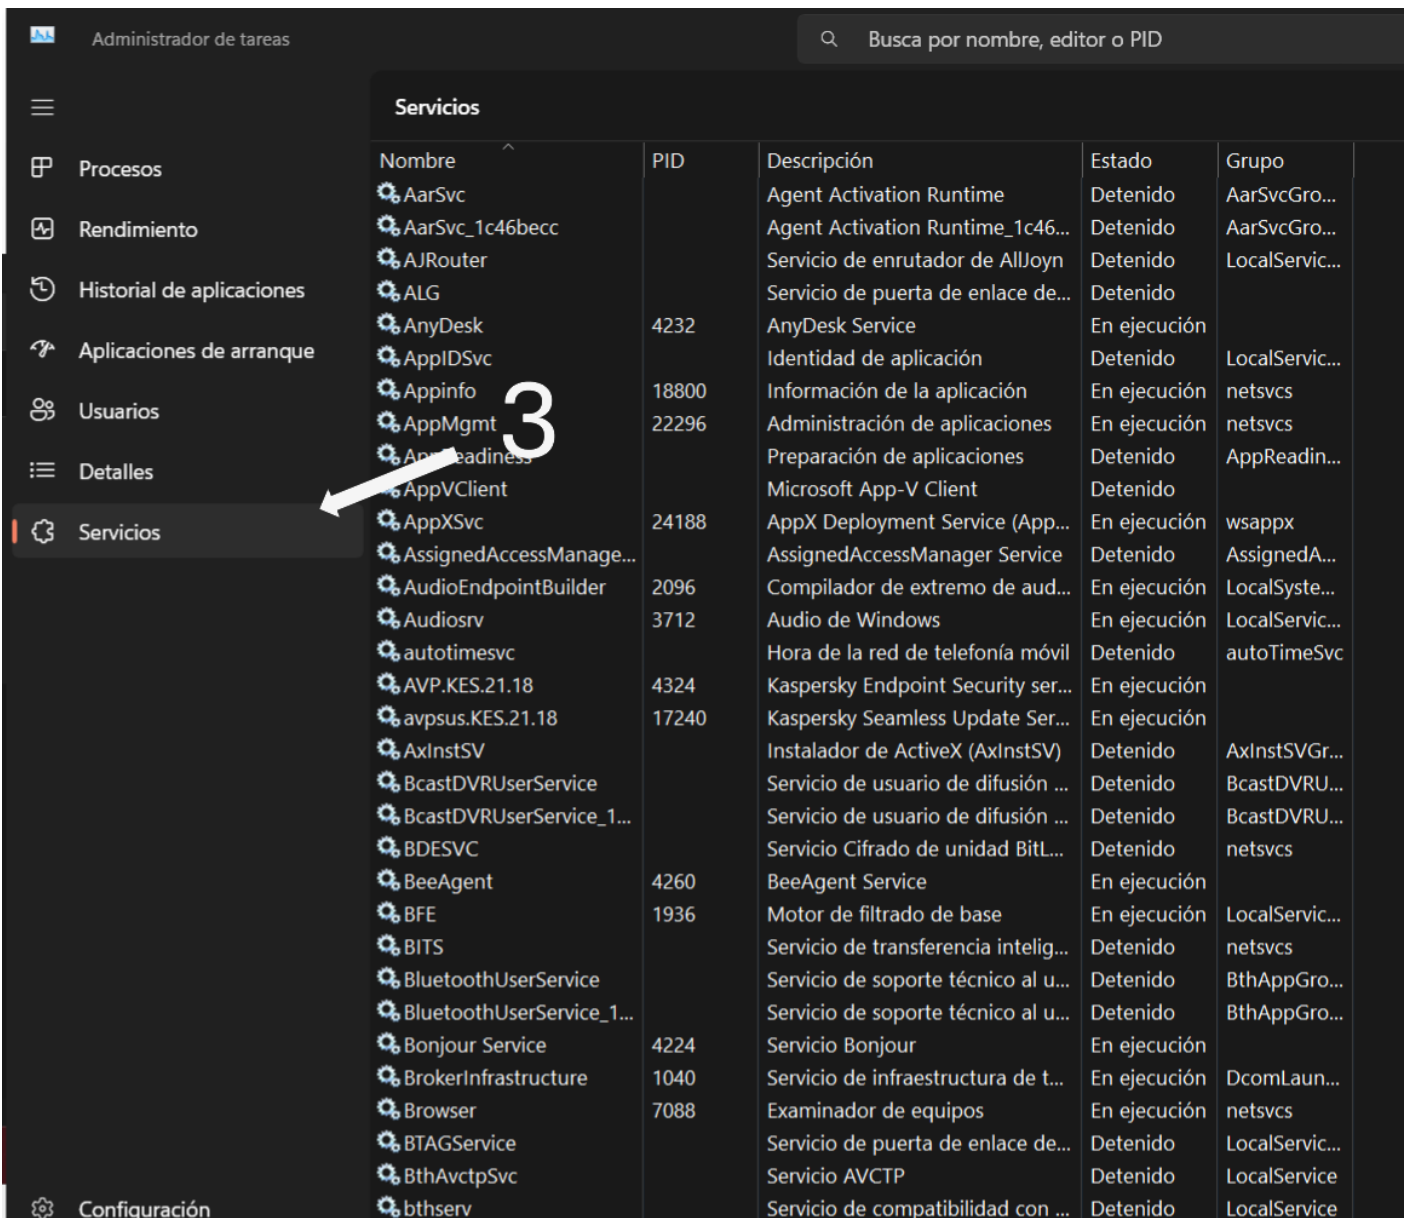 Administrador de tareas
Busca por nombre, editor o PID
Servicios
Procesos
Rendimiento
Historial de aplicaciones
Aplicaciones de arranque
Usuarios
Detalles
Servicios
Configuración
3
Nombre PID Descripción Estado Grupo
AarSvc Agent Activation Runtime Detenido AarSvcGro...
AarSvc_1c46becc Agent Activation Runtime_1c46... Detenido AarSvcGro...
AJRouter Servicio de enrutador de AllJoyn Detenido LocalServic...
ALG Servicio de puerta de enlace de... Detenido
AnyDesk 4232 AnyDesk Service En ejecución
AppIDSvc Identidad de aplicación Detenido LocalServic...
Appinfo 18800 Información de la aplicación En ejecución netsvcs
AppMgmt 22296 Administración de aplicaciones En ejecución netsvcs
AppReadiness Preparación de aplicaciones Detenido AppReadin...
AppVClient Microsoft App-V Client Detenido
AppXSvc 24188 AppX Deployment Service (App... En ejecución wsappx
AssignedAccessManage... AssignedAccessManager Service Detenido AssignedA...
AudioEndpointBuilder 2096 Compilador de extremo de aud... En ejecución LocalSyste...
Audiosrv 3712 Audio de Windows En ejecución LocalServic...
autotimesvc Hora de la red de telefonía móvil Detenido autoTimeSvc
AVP.KES.21.18 4324 Kaspersky Endpoint Security ser... En ejecución
avpsus.KES.21.18 17240 Kaspersky Seamless Update Ser... En ejecución
AxInstSV Instalador de ActiveX (AxInstSV) Detenido AxInstSVGr...
BcastDVRUserService Servicio de usuario de difusión ... Detenido BcastDVRU...
BcastDVRUserService_1... Servicio de usuario de difusión ... Detenido BcastDVRU...
BDESVC Servicio Cifrado de unidad BitL... Detenido netsvcs
BeeAgent 4260 BeeAgent Service En ejecución
BFE 1936 Motor de filtrado de base En ejecución LocalServic...
BITS Servicio de transferencia intelig... Detenido netsvcs
BluetoothUserService Servicio de soporte técnico al u... Detenido BthAppGro...
BluetoothUserService_1... Servicio de soporte técnico al u... Detenido BthAppGro...
Bonjour Service 4224 Servicio Bonjour En ejecución
BrokerInfrastructure 1040 Servicio de infraestructura de t... En ejecución DcomLaun...
Browser 7088 Examinador de equipos En ejecución netsvcs
BTAGService Servicio de puerta de enlace de... Detenido LocalServic...
BthAvctpSvc Servicio AVCTP Detenido LocalService
bthserv Servicio de compatibilidad con ... Detenido LocalService